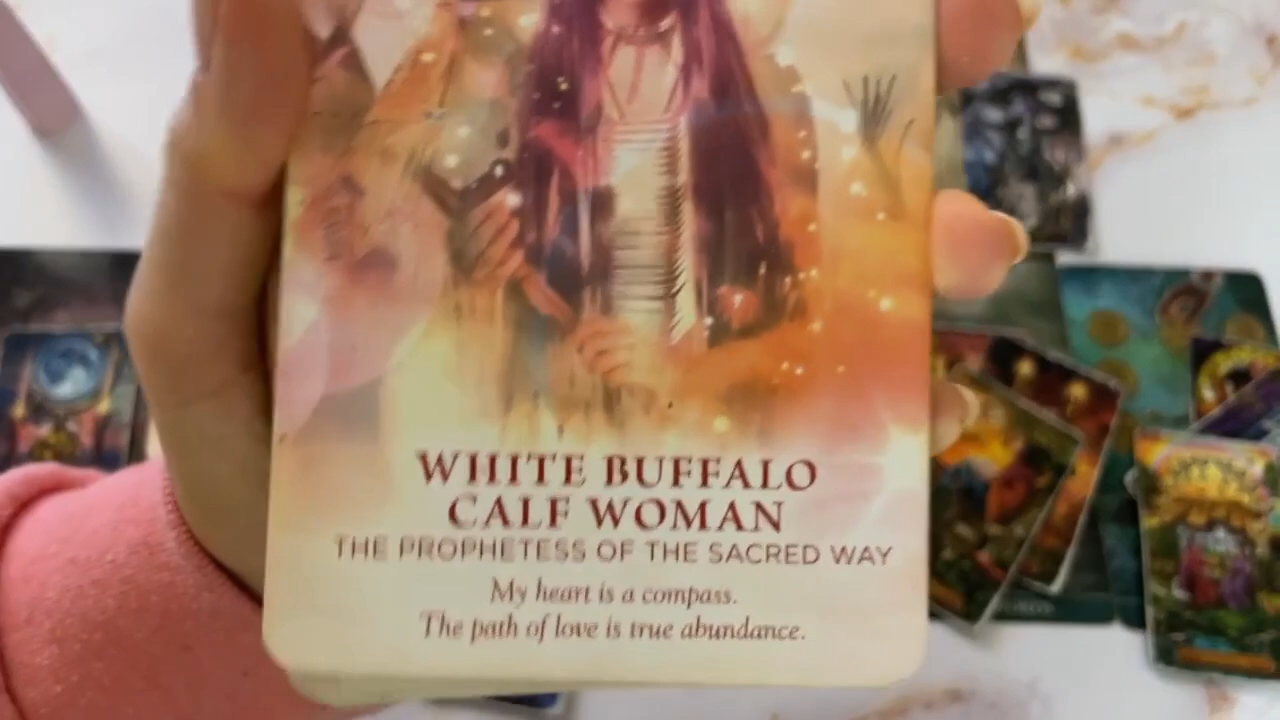 WHITE BUFFALO
CALF WOMAN
THE PROPHETESS OF THE SACRED WAY
My heart is a compass.
The path of love is true abundance.